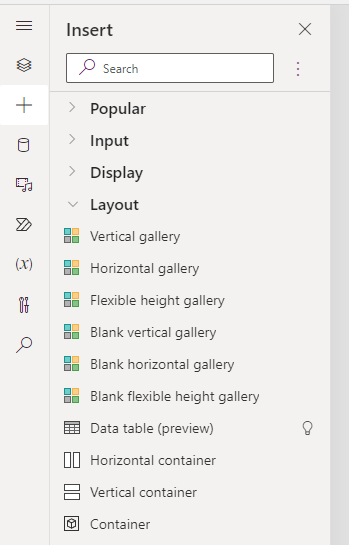 Insert
Search
Popular
Input
Display
Layout
Vertical gallery
Horizontal gallery
Flexible height gallery
Blank vertical gallery
Blank horizontal gallery
Blank flexible height gallery
Data table (preview)
Horizontal container
Vertical container
Container
(x)